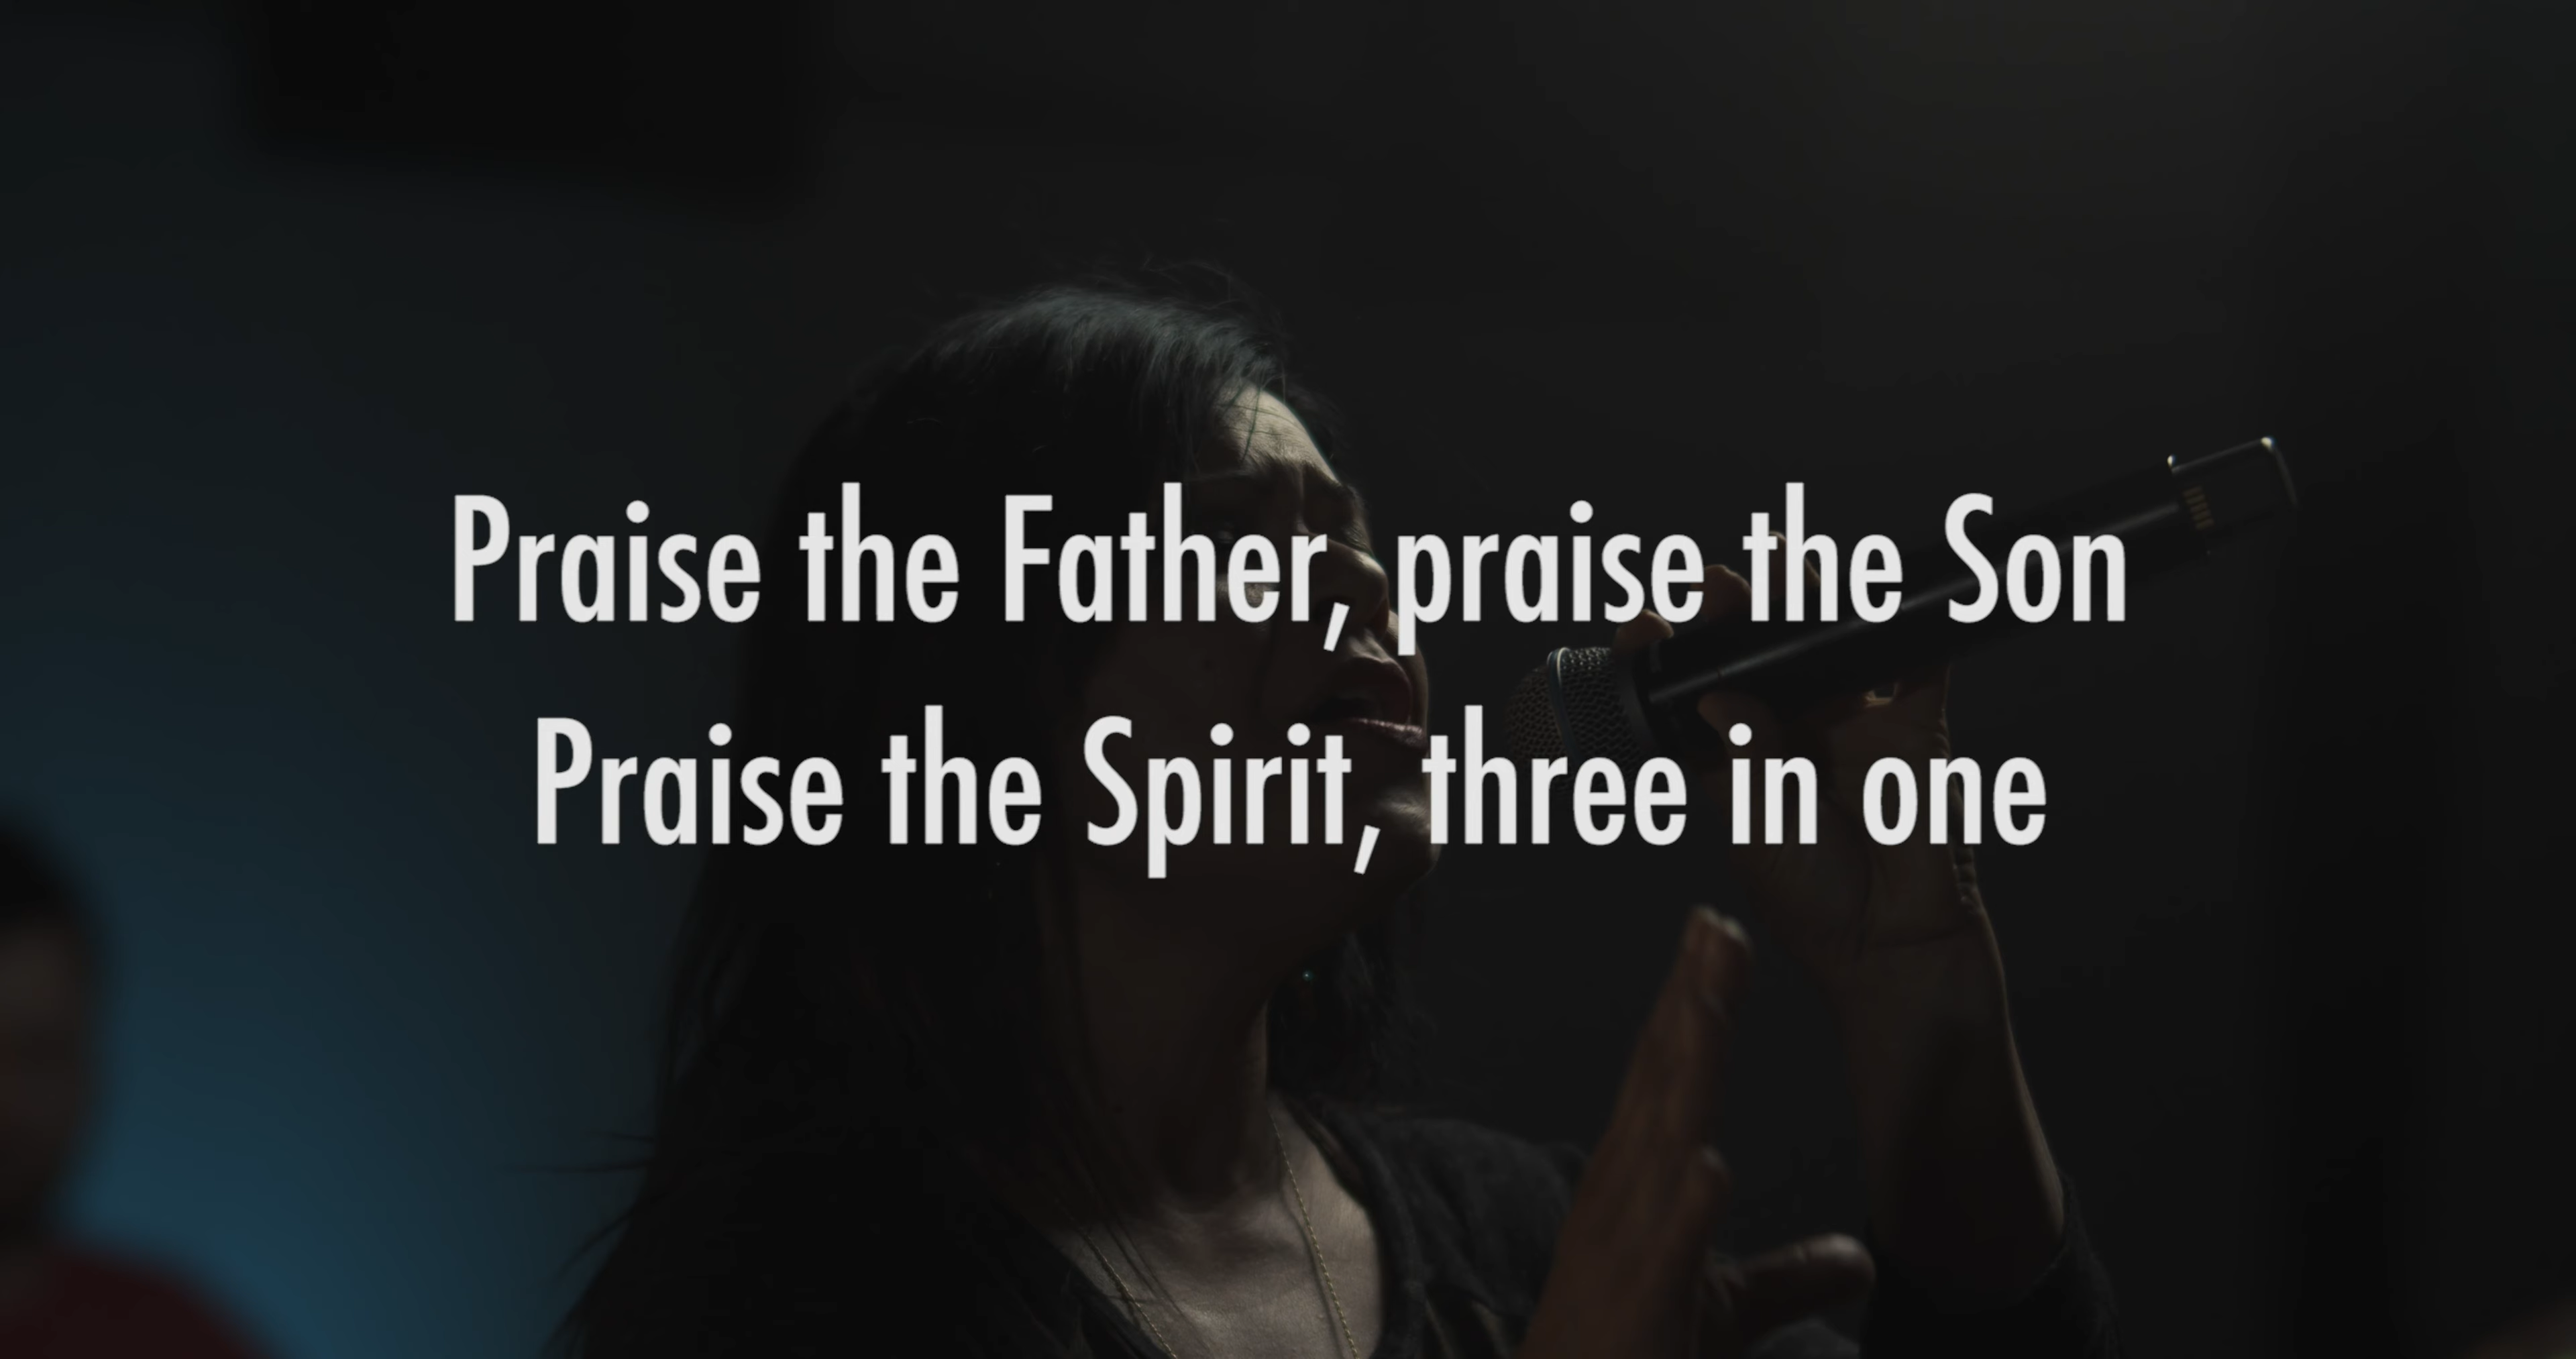 Praise the Father, praise the Son
Praise the Spirit, three in one